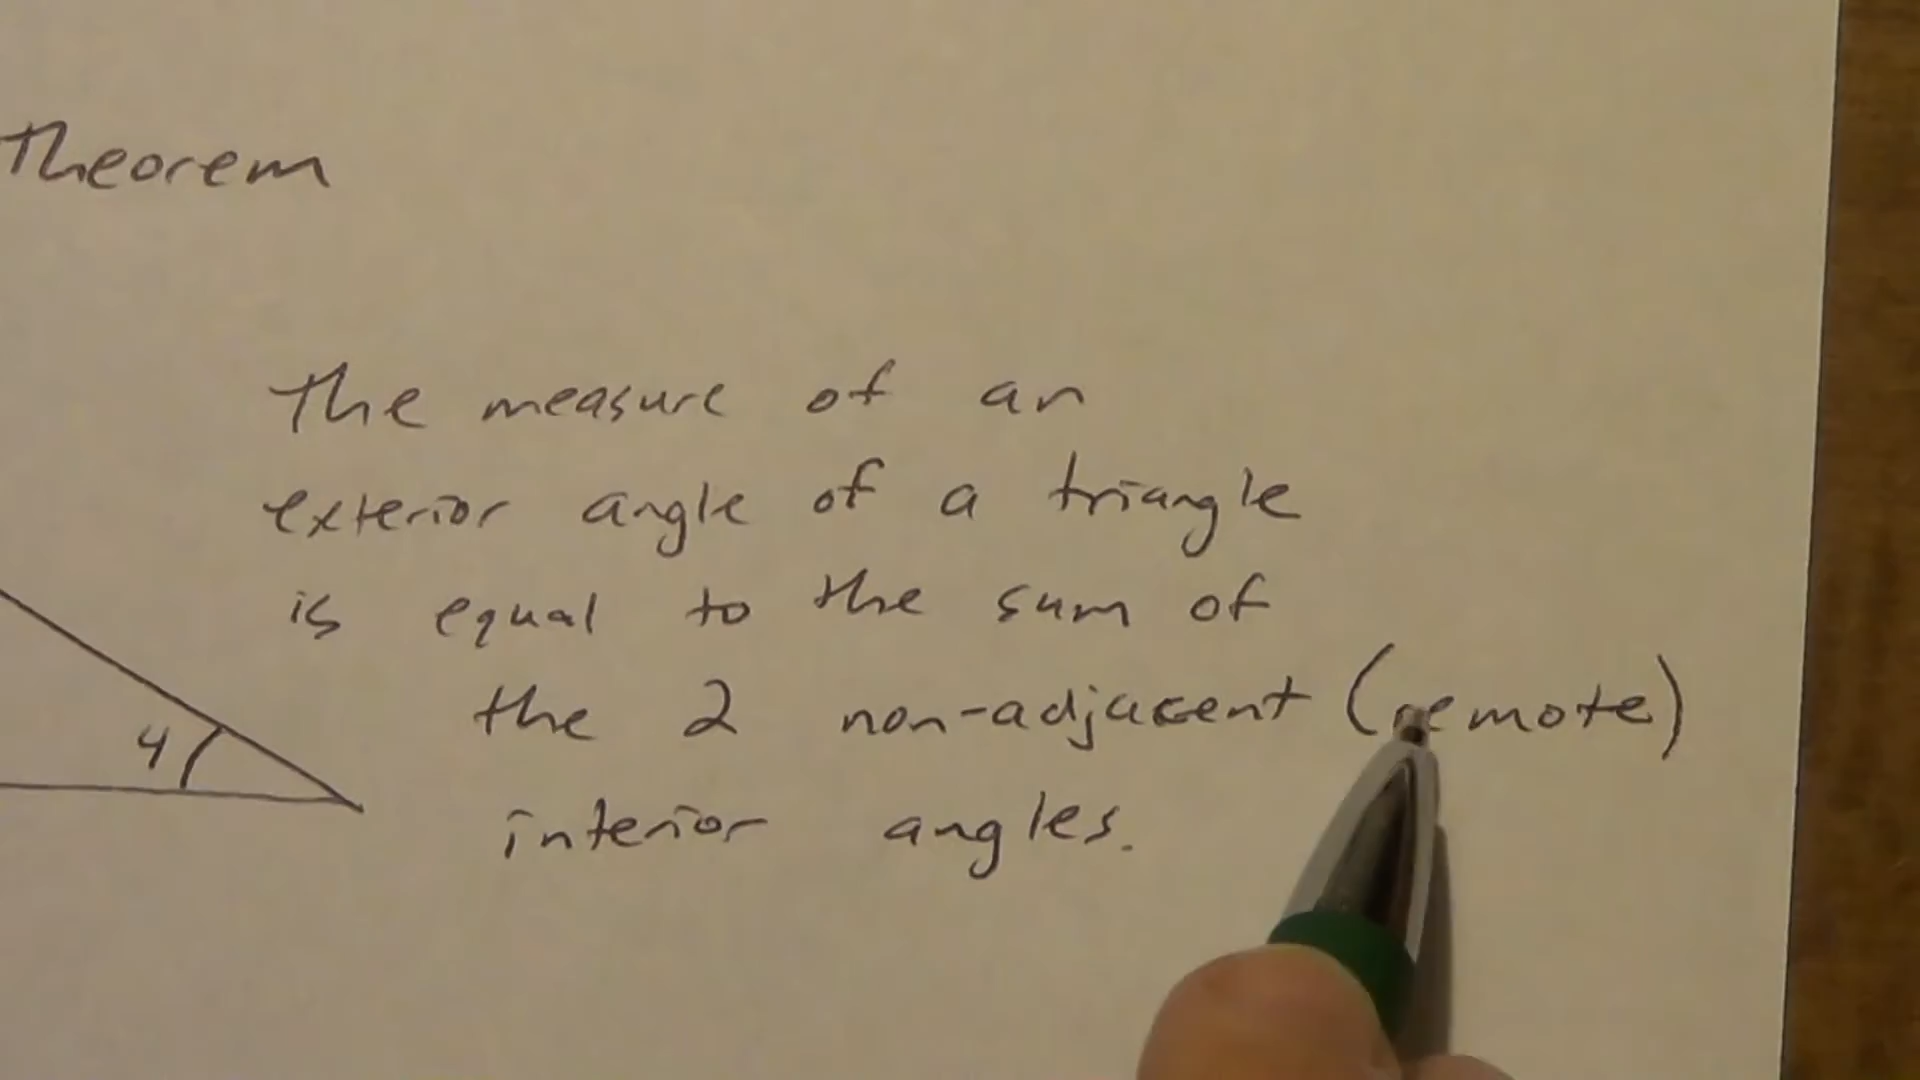 Theorem
The measure of an
exterior angle of a triangle
is equal to the sum of
the 2 non-adjacent (remote)
4
interior angles.